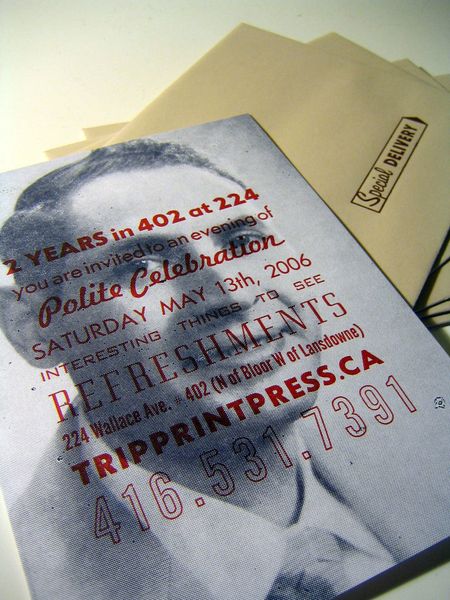 2 YEARS in 402 at 224
you are invited to an evening of
Polite Celebration
SATURDAY MAY 13th, 2006
INTERESTING THINGS TO SEE
REFRESHMENTS
224 Wallace Ave. # 402 (N of Bloor W of Lansdowne)
TRIPPRINTPRESS.CA
416.531.7391
Special DELIVERY